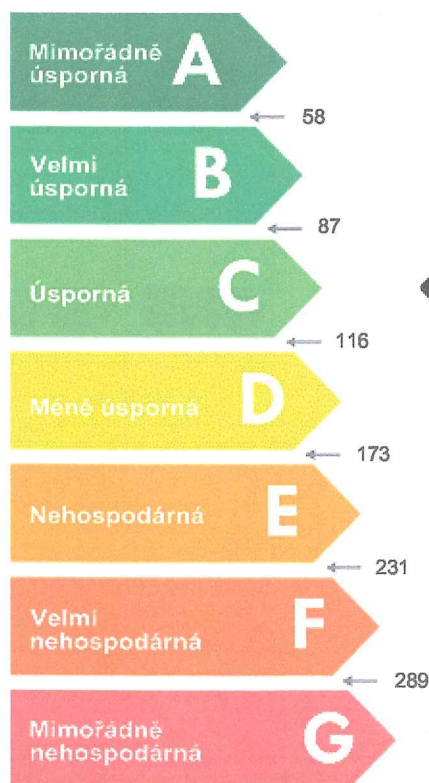 Mimořádně
úsporná
A
58
Velmi
úsporná
B
87
Úsporná
C
116
Méně úsporná
D
173
Nehospodárná
E
231
Velmi
nehospodárná
F
289
Mimořádně
nehospodárná
G